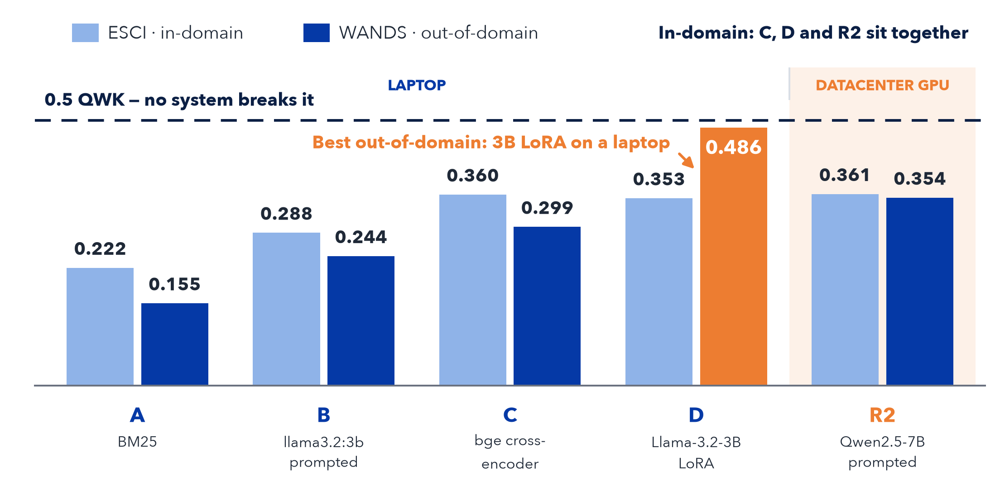 ESCI · in-domain
WANDS · out-of-domain
In-domain: C, D and R2 sit together
LAPTOP
DATACENTER GPU
0.5 QWK – no system breaks it
Best out-of-domain: 3B LoRA on a laptop
0.222
0.155
0.288
0.244
0.360
0.299
0.353
0.486
0.361
0.354
A
BM25
B
llama3.2:3b
prompted
C
bge cross-
encoder
D
Llama-3.2-3B
LoRA
R2
Qwen2.5-7B
prompted